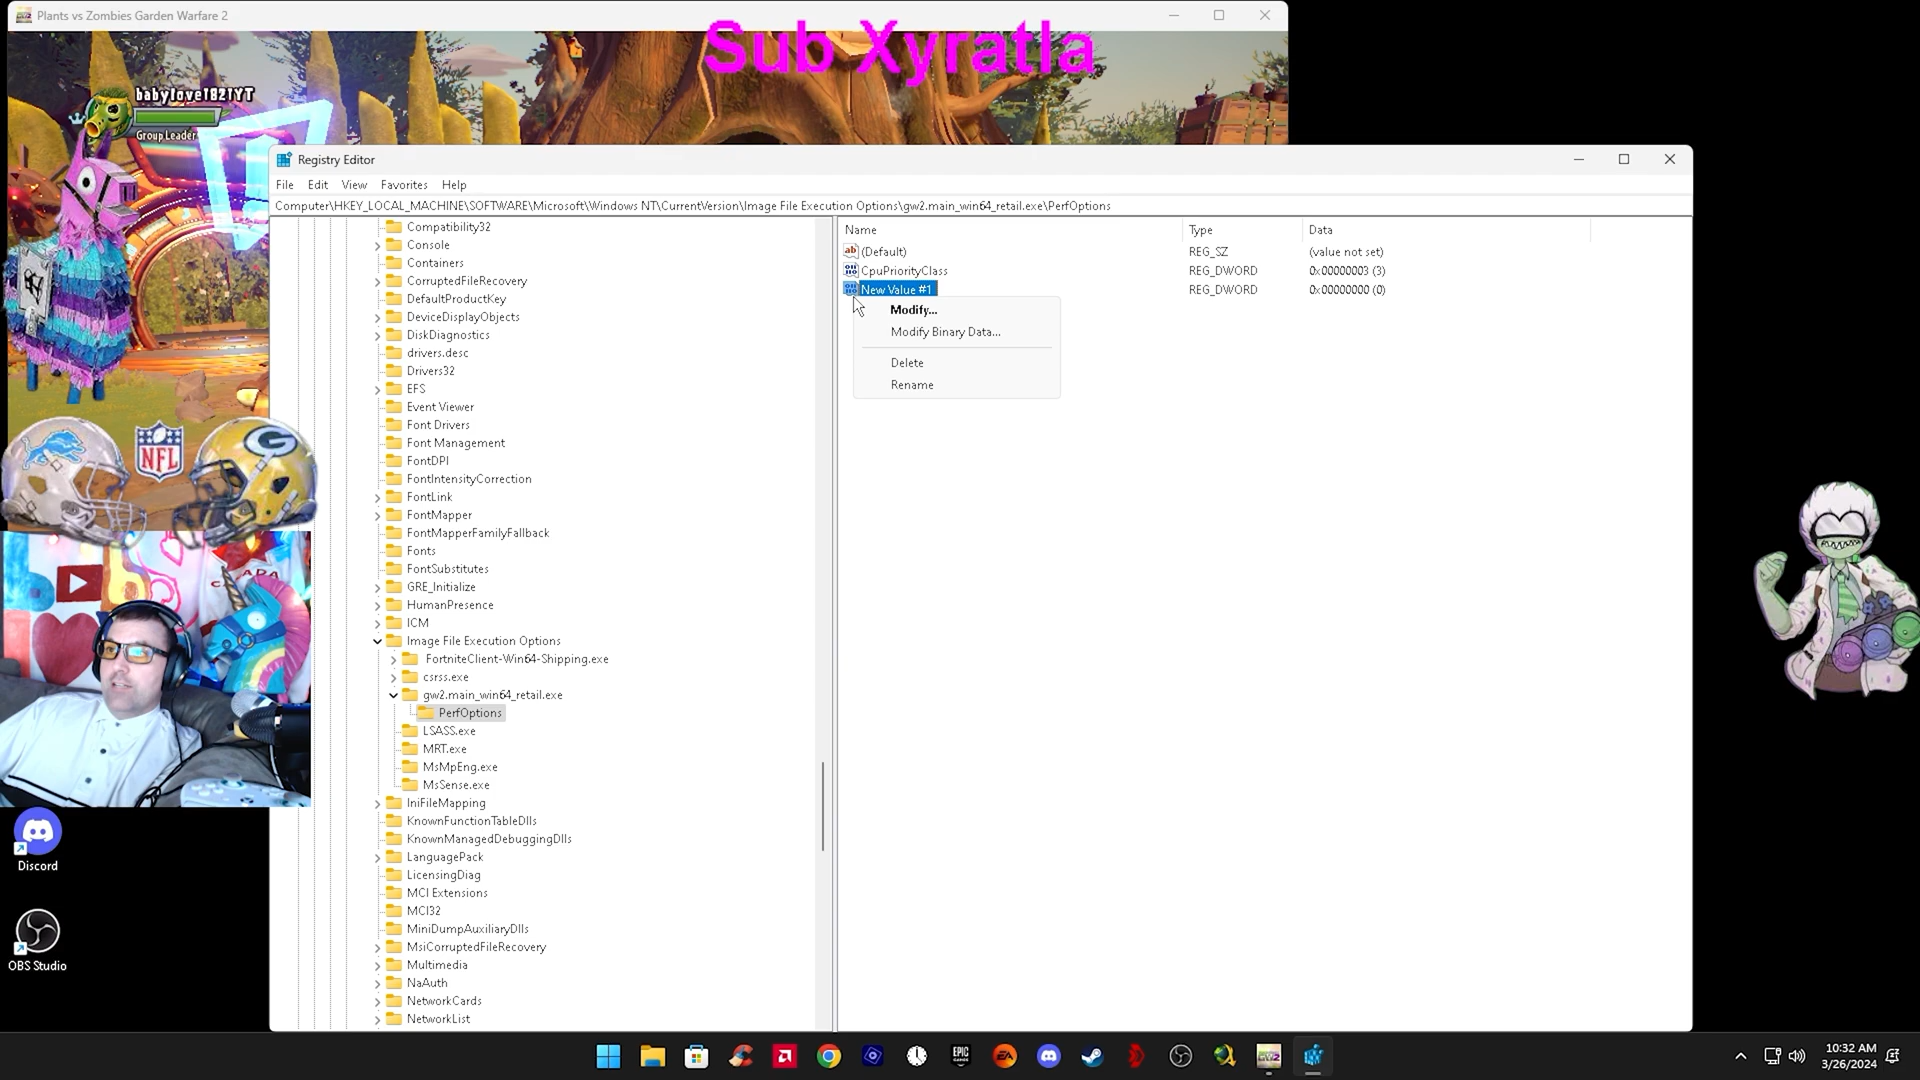 Plants vs Zombies Garden Warfare 2
Sub Xyratla
babylove1821YT
Group Leader
Registry Editor
File Edit View Favorites Help
Computer\HKEY_LOCAL_MACHINE\SOFTWARE\Microsoft\Windows NT\CurrentVersion\Image File Execution Options\gw2.main_win64_retail.exe\PerfOptions
Compatibility32
Console
Containers
CorruptedFileRecovery
DefaultProductKey
DeviceDisplayObjects
DiskDiagnostics
drivers.desc
Drivers32
EFS
Event Viewer
Font Drivers
Font Management
FontDPI
FontIntensityCorrection
FontLink
FontMapper
FontMapperFamilyFallback
Fonts
FontSubstitutes
GRE_Initialize
HumanPresence
ICM
Image File Execution Options
FortniteClient-Win64-Shipping.exe
csrss.exe
gw2.main_win64_retail.exe
PerfOptions
LSASS.exe
MRT.exe
MsMpEng.exe
MsSense.exe
IniFileMapping
KnownFunctionTableDlls
KnownManagedDebuggingDlls
LanguagePack
LicensingDiag
MCI Extensions
MCI32
MiniDumpAuxiliaryDlls
MsiCorruptedFileRecovery
Multimedia
NaAuth
NetworkCards
NetworkList
Name Type Data
(Default) REG_SZ (value not set)
CpuPriorityClass REG_DWORD 0x00000003 (3)
New Value #1 REG_DWORD 0x00000000 (0)
Modify...
Modify Binary Data...
Delete
Rename
NFL
G
Discord
OBS Studio
EPIC GAMES
EA
GW2
10:32 AM
3/26/2024